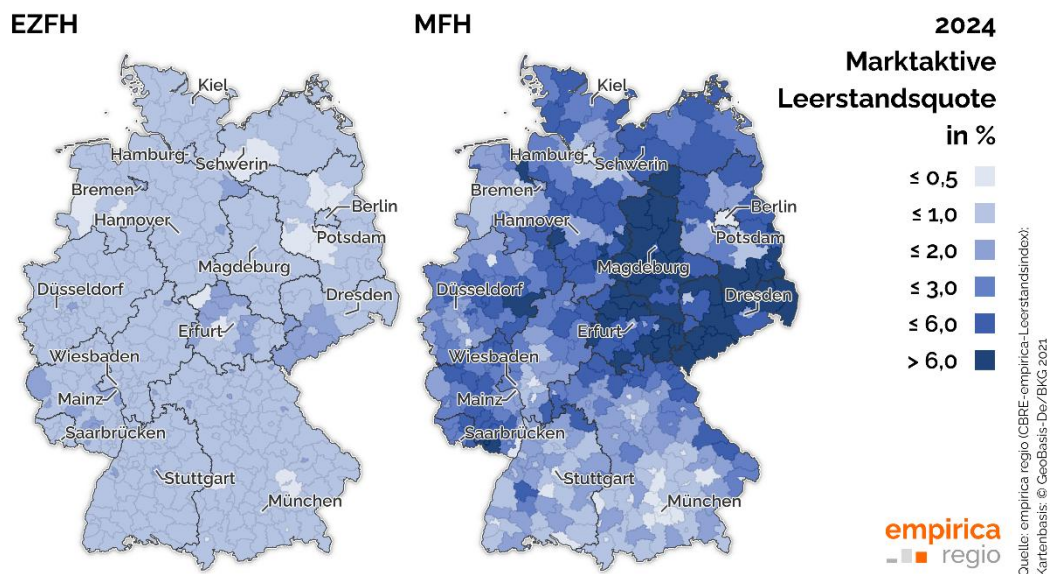 EZFH
MFH
2024
Marktaktive
Leerstandsquote
in %
≤ 0,5
≤ 1,0
≤ 2,0
≤ 3,0
≤ 6,0
> 6,0
Kiel
Hamburg
Schwerin
Bremen
Berlin
Hannover
Potsdam
Magdeburg
Düsseldorf
Dresden
Erfurt
Wiesbaden
Mainz
Saarbrücken
Stuttgart
München
Kiel
Hamburg
Schwerin
Bremen
Berlin
Hannover
Potsdam
Magdeburg
Düsseldorf
Dresden
Erfurt
Wiesbaden
Mainz
Saarbrücken
Stuttgart
München
empirica
regio
Quelle: empirica regio (CBRE-empirica-Leerstandsindex);
Kartenbasis: © GeoBasis-De/BKG 2021